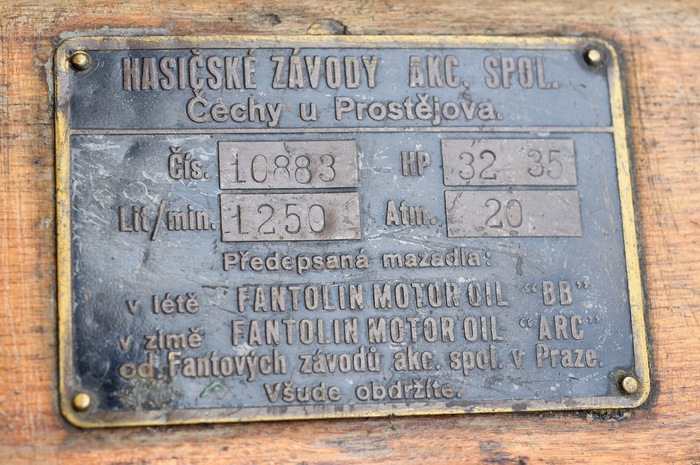 HASIČSKÉ ZÁVODY AKC. SPOL.
Čechy u Prostějova.
Čís. 10883 HP 32 35
Lit/min. 1250 Atm. 20
Předepsaná mazadla:
v létě FANTOLIN MOTOR OIL "BB"
v zimě FANTOLIN MOTOR OIL "ARC"
od Fantových závodů akc. spol. v Praze.
Všude obdržíte.